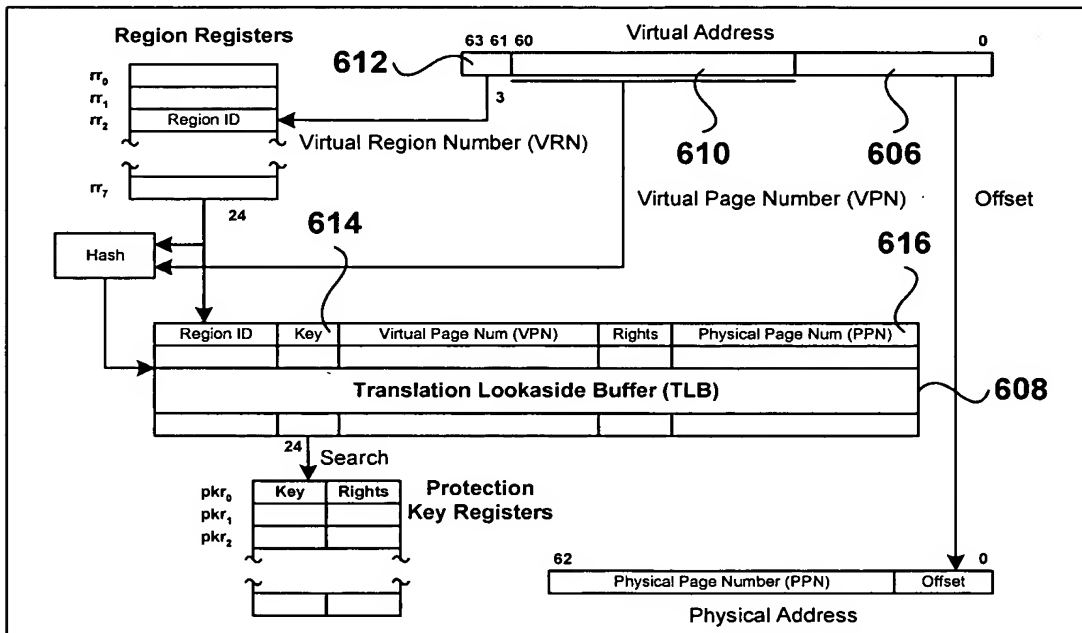 Region Registers
Virtual Address
63 61 60 0
612
rr0
rr1
rr2 Region ID
3
Virtual Region Number (VRN)
610 606
rr7
Virtual Page Number (VPN) Offset
24
614
616
Hash
Region ID Key Virtual Page Num (VPN) Rights Physical Page Num (PPN)
Translation Lookaside Buffer (TLB)
608
24 Search
pkr0 Key Rights
pkr1
pkr2
Protection
Key Registers
62 0
Physical Page Number (PPN) Offset
Physical Address